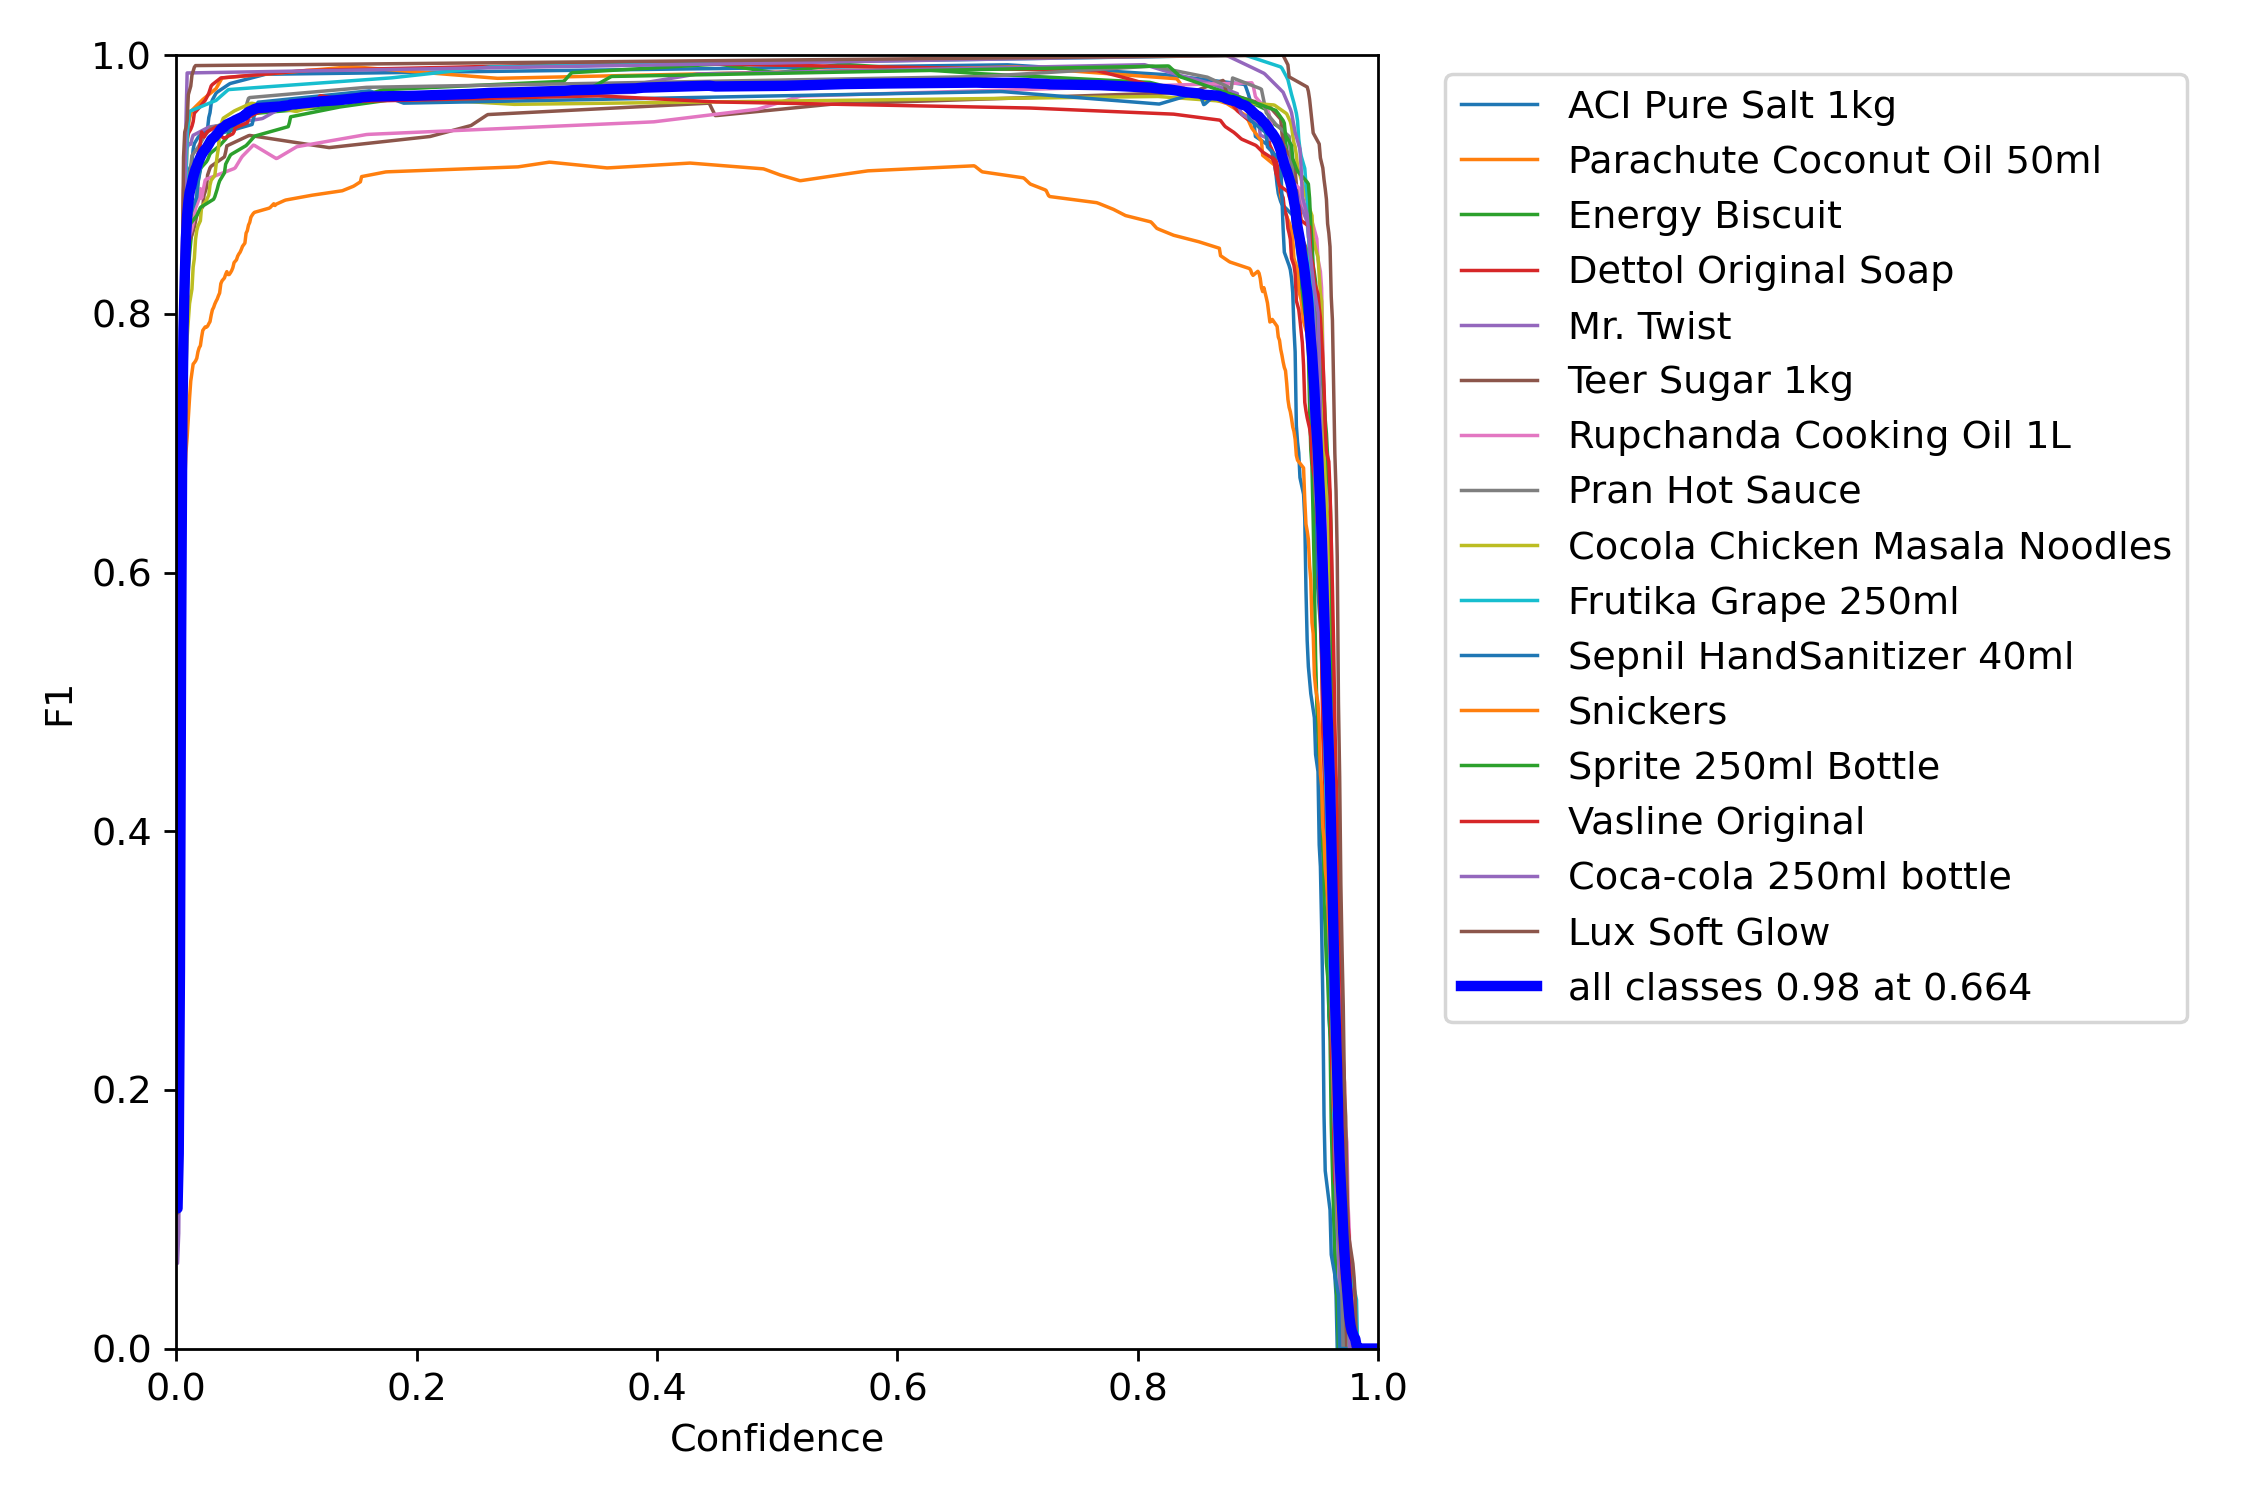 1.0
0.8
0.6
0.4
0.2
0.0
F1
0.0 0.2 0.4 0.6 0.8 1.0
Confidence
ACI Pure Salt 1kg
Parachute Coconut Oil 50ml
Energy Biscuit
Dettol Original Soap
Mr. Twist
Teer Sugar 1kg
Rupchanda Cooking Oil 1L
Pran Hot Sauce
Cocola Chicken Masala Noodles
Frutika Grape 250ml
Sepnil HandSanitizer 40ml
Snickers
Sprite 250ml Bottle
Vasline Original
Coca-cola 250ml bottle
Lux Soft Glow
all classes 0.98 at 0.664